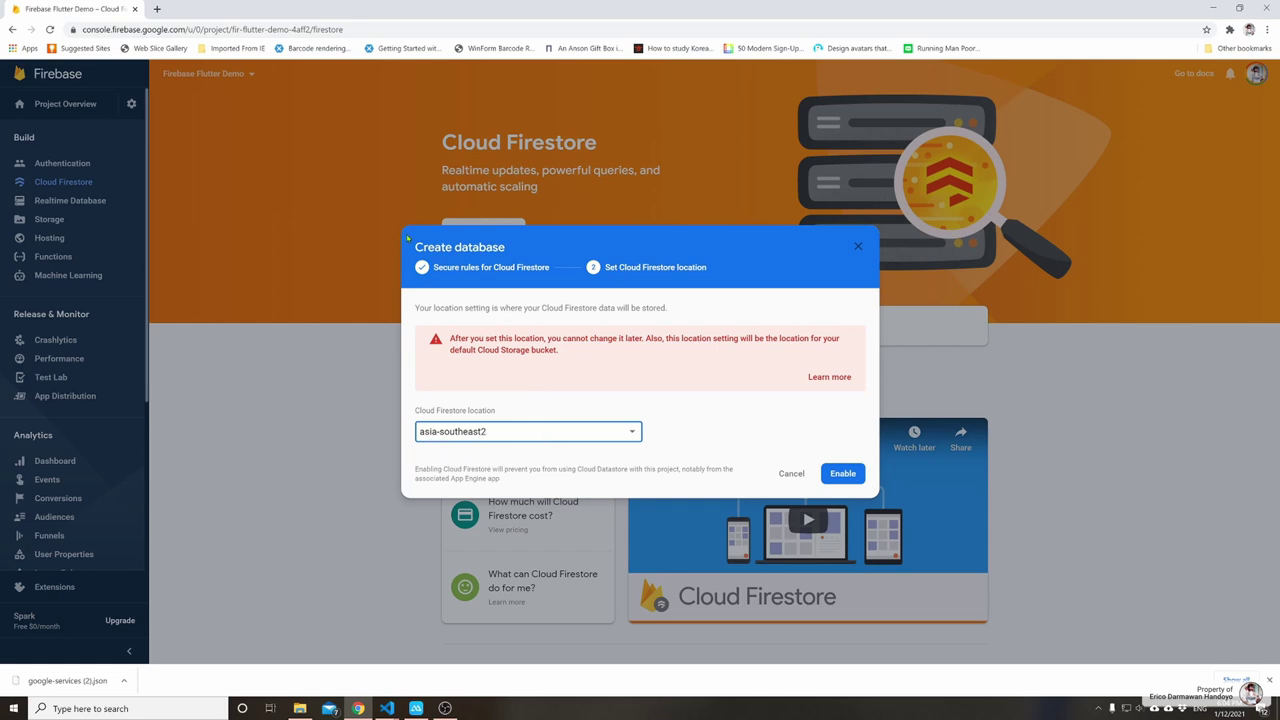 Firebase Flutter Demo – Cloud Fi
console.firebase.google.com/u/0/project/fir-flutter-demo-4aff2/firestore
Apps
Suggested Sites
Web Slice Gallery
Imported From IE
Barcode rendering...
Getting Started wit...
WinForm Barcode R...
An Anson Gift Box i...
How to study Korea...
50 Modern Sign-Up...
Design avatars that...
Running Man Poor...
Other bookmarks
Firebase
Firebase Flutter Demo
Go to docs
Project Overview
Build
Authentication
Cloud Firestore
Realtime Database
Storage
Hosting
Functions
Machine Learning
Release & Monitor
Crashlytics
Performance
Test Lab
App Distribution
Analytics
Dashboard
Events
Conversions
Audiences
Funnels
User Properties
Extensions
Spark
Free $0/month
Upgrade
Cloud Firestore
Realtime updates, powerful queries, and
automatic scaling
Create database
Secure rules for Cloud Firestore
2
Set Cloud Firestore location
Your location setting is where your Cloud Firestore data will be stored.
After you set this location, you cannot change it later. Also, this location setting will be the location for your
default Cloud Storage bucket.
Learn more
Cloud Firestore location
asia-southeast2
Enabling Cloud Firestore will prevent you from using Cloud Datastore with this project, notably from the
associated App Engine app
Cancel
Enable
Watch later
Share
How much will Cloud
Firestore cost?
View pricing
What can Cloud Firestore
do for me?
Learn more
Cloud Firestore
google-services (2).json
Show all
Type here to search
Property of
Erico Darmawan Handoyo
ENG
1/12/2021